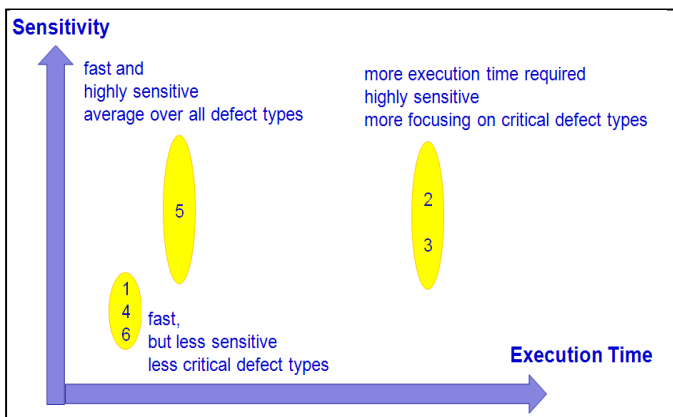 Sensitivity
fast and
highly sensitive
average over all defect types
more execution time required
highly sensitive
more focusing on critical defect types
5
2
3
1
4
6
fast,
but less sensitive
less critical defect types
Execution Time